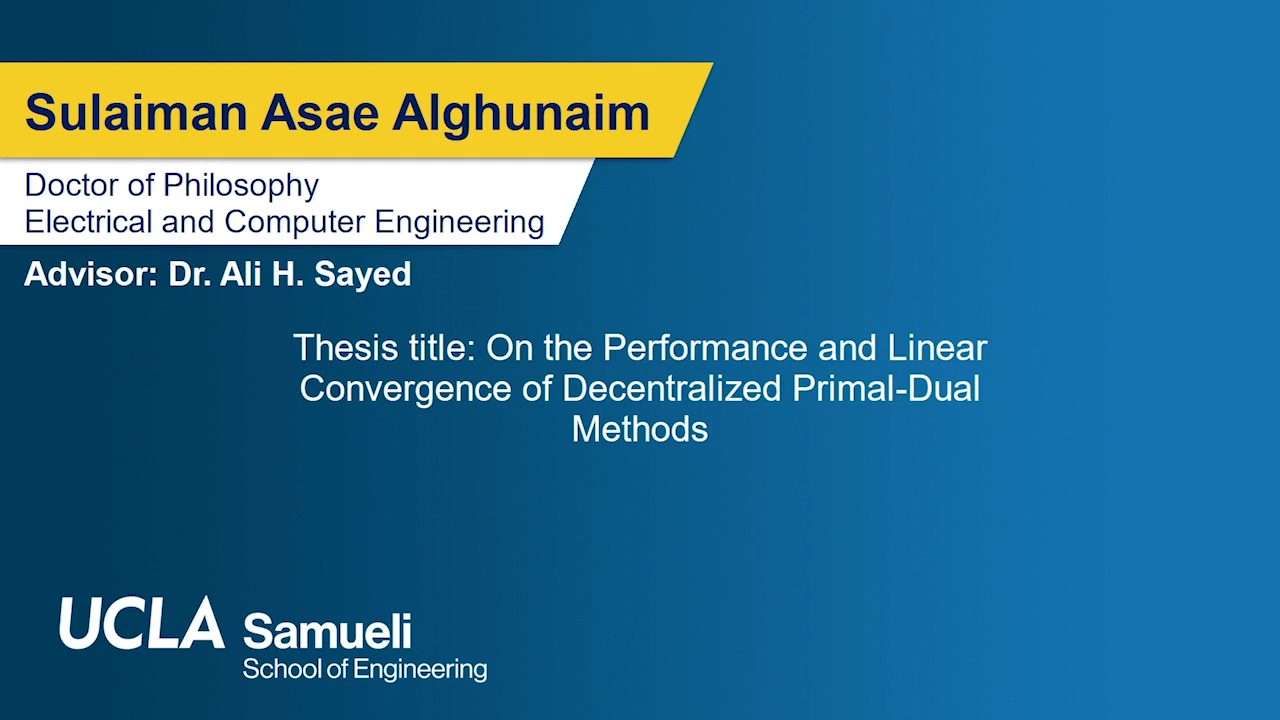 Sulaiman Asae Alghunaim
Doctor of Philosophy
Electrical and Computer Engineering
Advisor: Dr. Ali H. Sayed
Thesis title: On the Performance and Linear
Convergence of Decentralized Primal-Dual
Methods
UCLA Samueli
School of Engineering